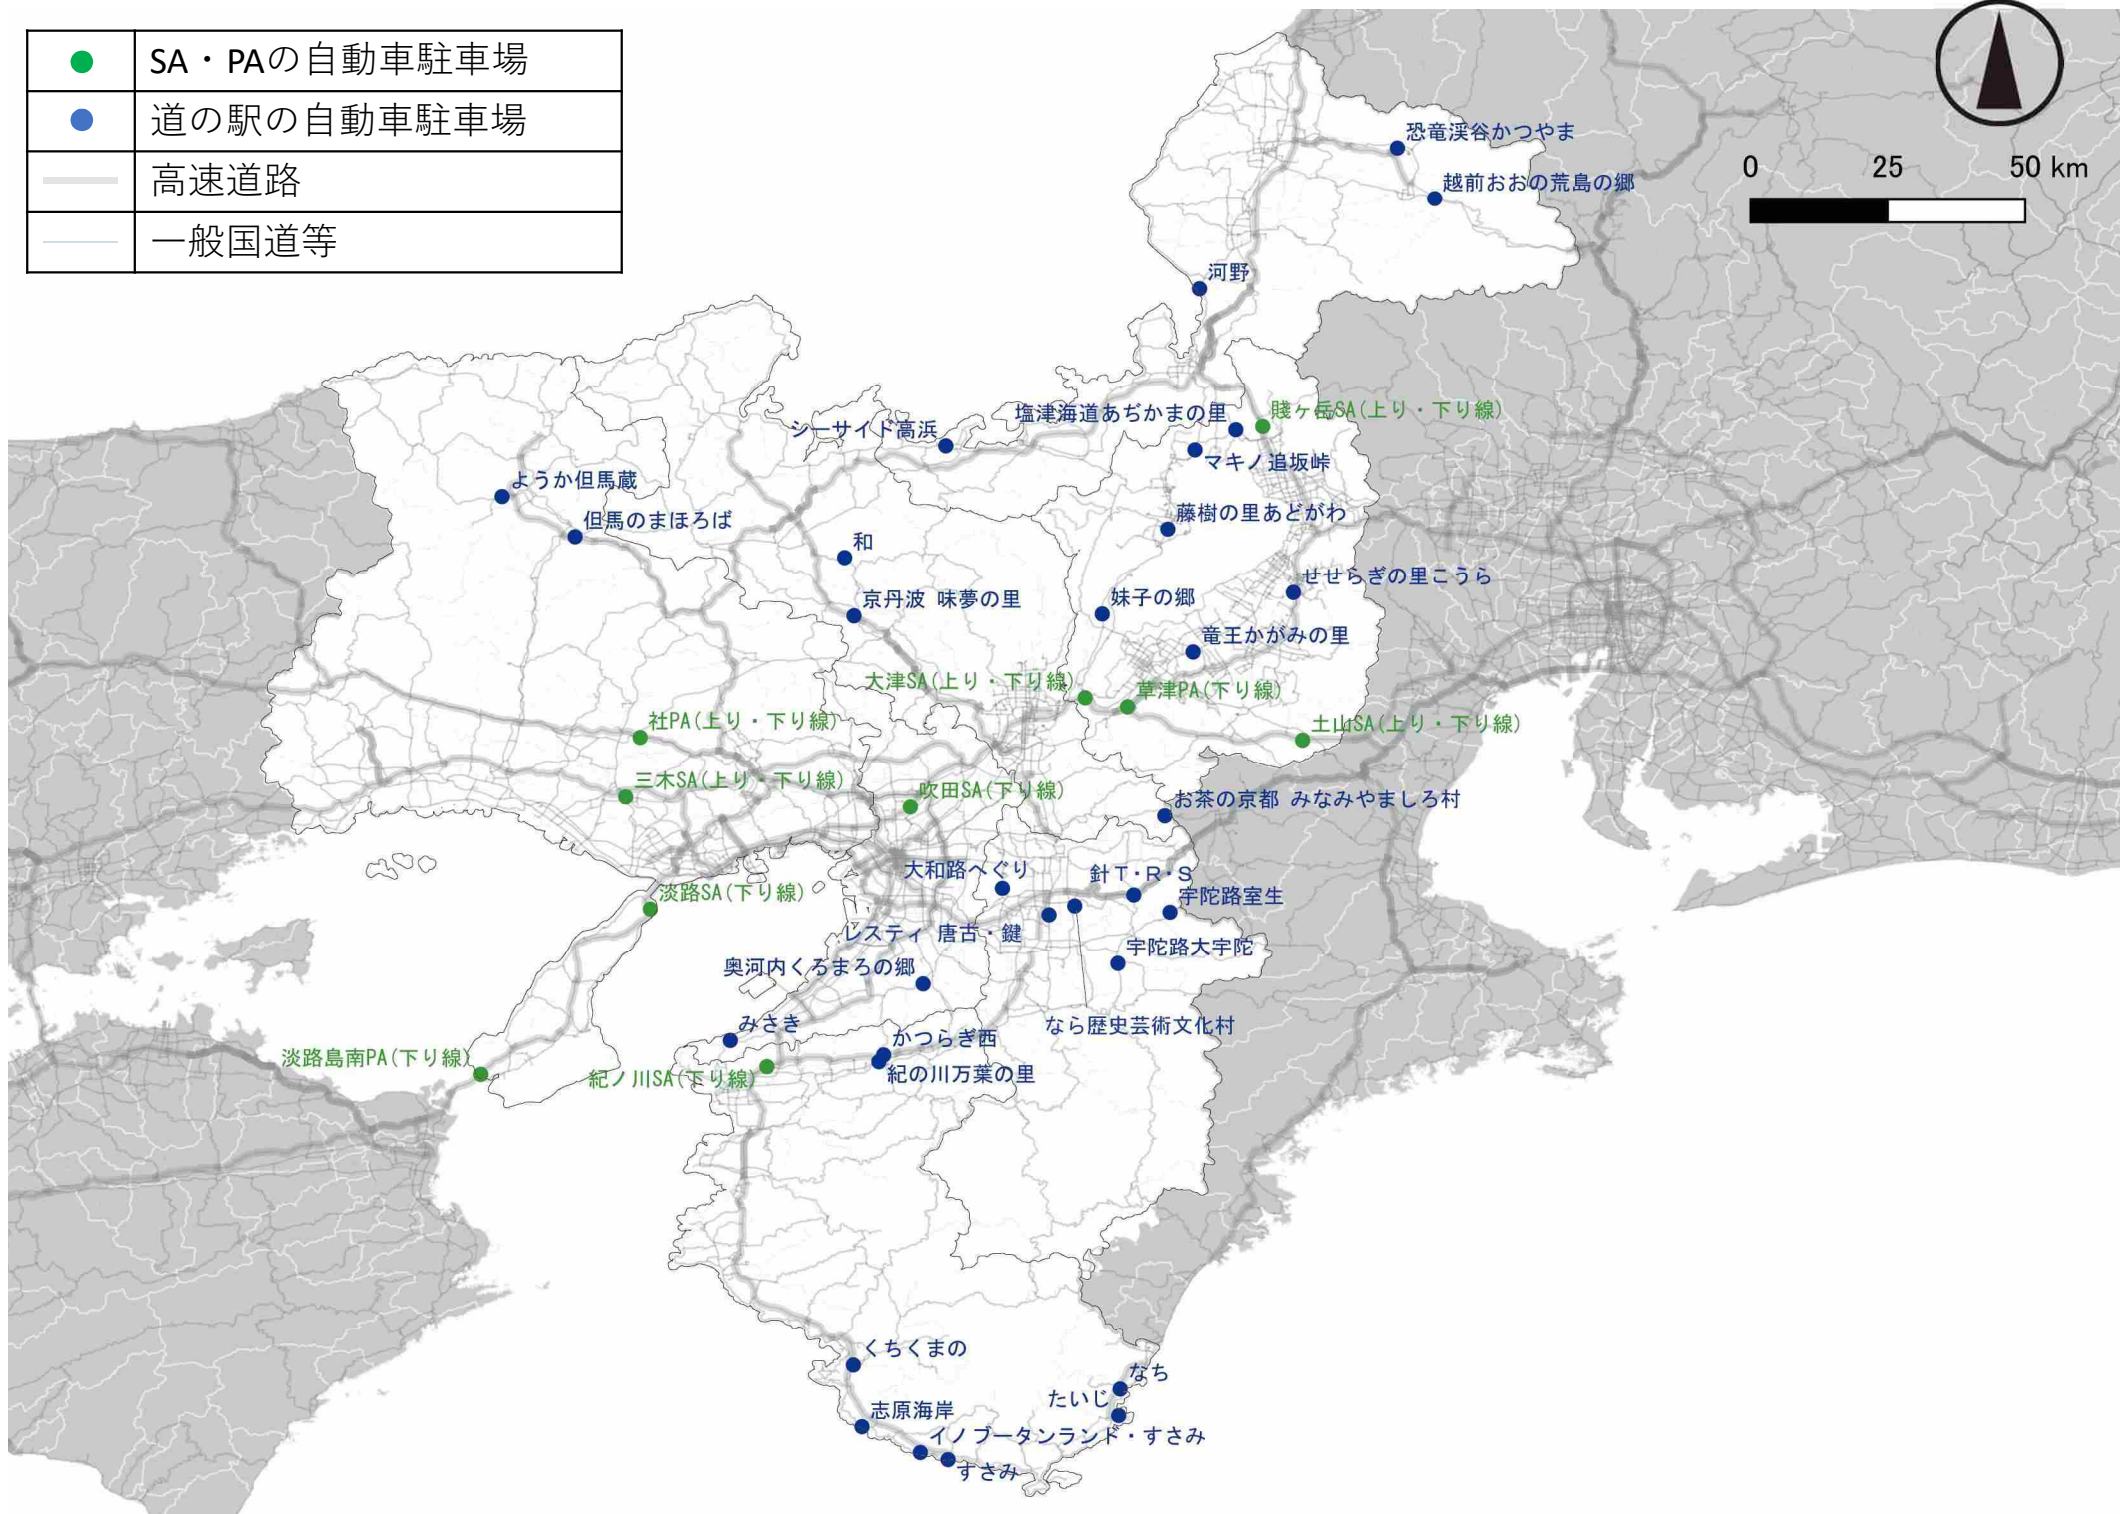 SA・PAの自動車駐車場
道の駅の自動車駐車場
高速道路
一般国道等
0 25 50 km
恐竜渓谷かつやま
越前おおの荒島の郷
河野
塩津海道あぢかまの里
賤ヶ岳SA(上り・下り線)
シーサイド高浜
マキノ追坂峠
ようか但馬蔵
藤樹の里あどがわ
但馬のまほろば
和
せせらぎの里こうら
京丹波 味夢の里
妹子の郷
竜王かがみの里
大津SA(上り・下り線)
草津PA(下り線)
社PA(上り・下り線)
土山SA(上り・下り線)
三木SA(上り・下り線)
吹田SA(下り線)
お茶の京都 みなみやましろ村
大和路へぐり
針T・R・S
淡路SA(下り線)
宇陀路室生
レスティ 唐古・鍵
宇陀路大宇陀
奥河内くろまろの郷
みさき
なら歴史芸術文化村
かつらぎ西
淡路島南PA(下り線)
紀ノ川SA(下り線)
紀の川万葉の里
くちくまの
なち
たいじ
志原海岸
イノブータンランド・すさみ
すさみ